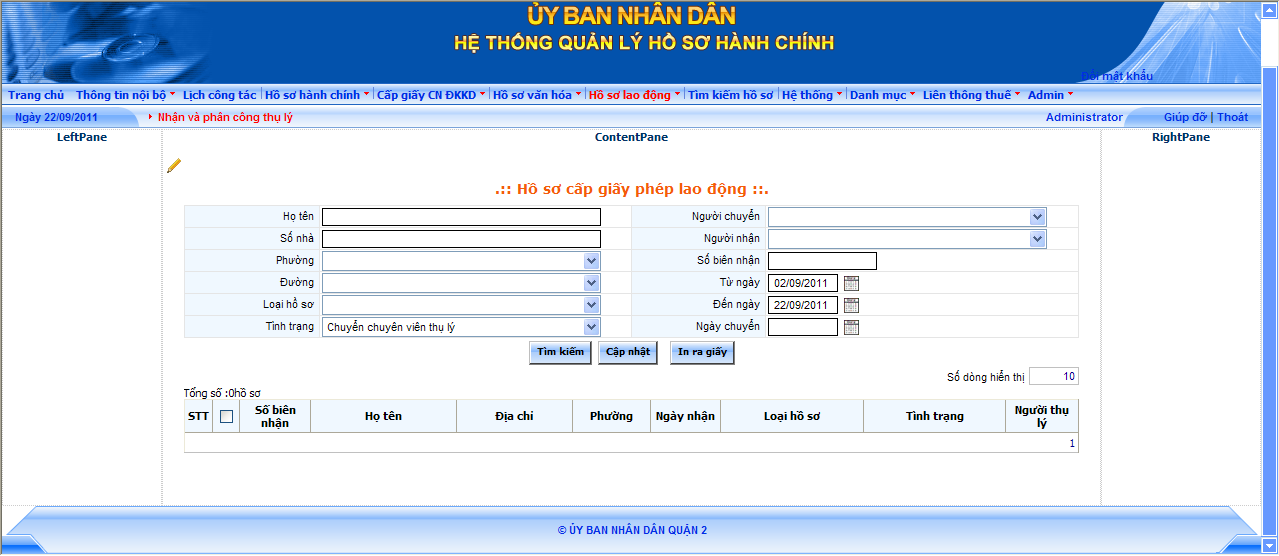 ỦY BAN NHÂN DÂN
HỆ THỐNG QUẢN LÝ HỒ SƠ HÀNH CHÍNH
Đổi mật khẩu
Trang chủ Thông tin nội bộ Lịch công tác Hồ sơ hành chính Cấp giấy CN ĐKKD Hồ sơ văn hóa Hồ sơ lao động Tìm kiếm hồ sơ Hệ thống Danh mục Liên thông thuế Admin
Ngày 22/09/2011 Nhận và phân công thụ lý Administrator Giúp đỡ | Thoát
LeftPane ContentPane RightPane
.:: Hồ sơ cấp giấy phép lao động ::.
Họ tên Người chuyển
Số nhà Người nhận
Phường Số biên nhận
Đường Từ ngày 02/09/2011
Loại hồ sơ Đến ngày 22/09/2011
Tình trạng Chuyển chuyên viên thụ lý Ngày chuyển
Tìm kiếm Cập nhật In ra giấy
Số dòng hiển thị 10
Tổng số :0hồ sơ
STT Số biên nhận Họ tên Địa chỉ Phường Ngày nhận Loại hồ sơ Tình trạng Người thụ lý
1
© ỦY BAN NHÂN DÂN QUẬN 2